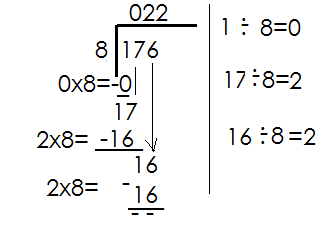 022
8 176
0x8=-0
17
2x8= -16
16
2x8= -16
--
1 ÷ 8=0
17÷8=2
16÷8=2